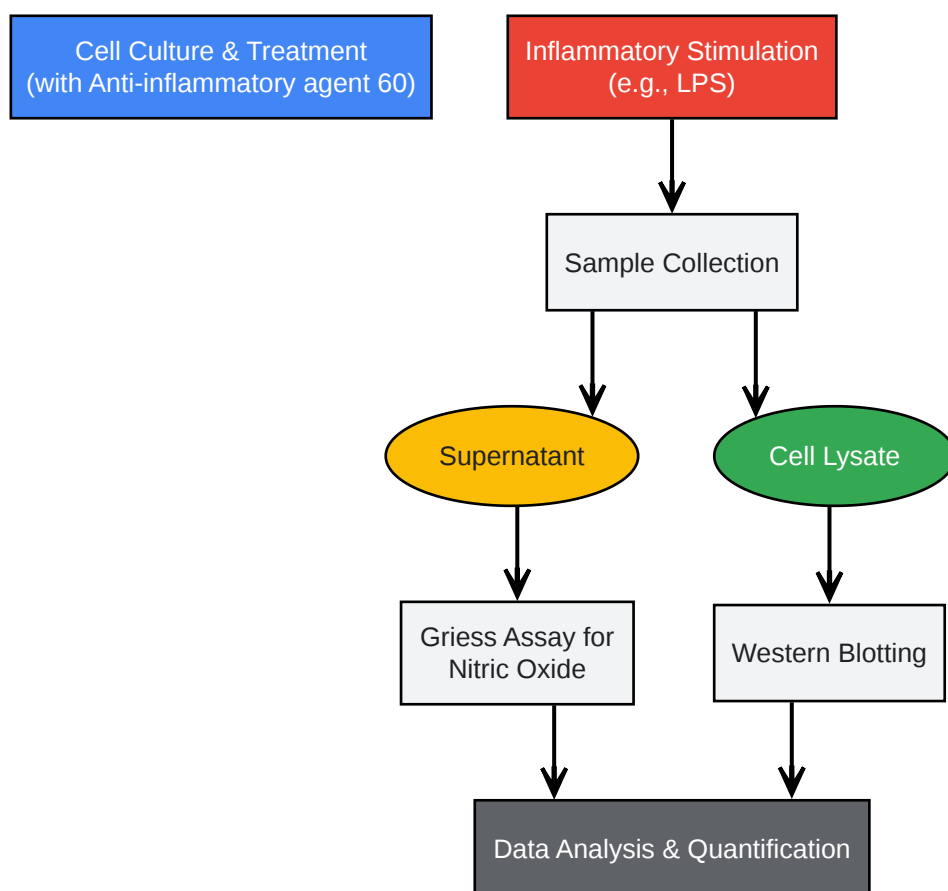 Cell Culture & Treatment
(with Anti-inflammatory agent 60)
Inflammatory Stimulation
(e.g., LPS)
Sample Collection
Supernatant
Cell Lysate
Griess Assay for
Nitric Oxide
Western Blotting
Data Analysis & Quantification